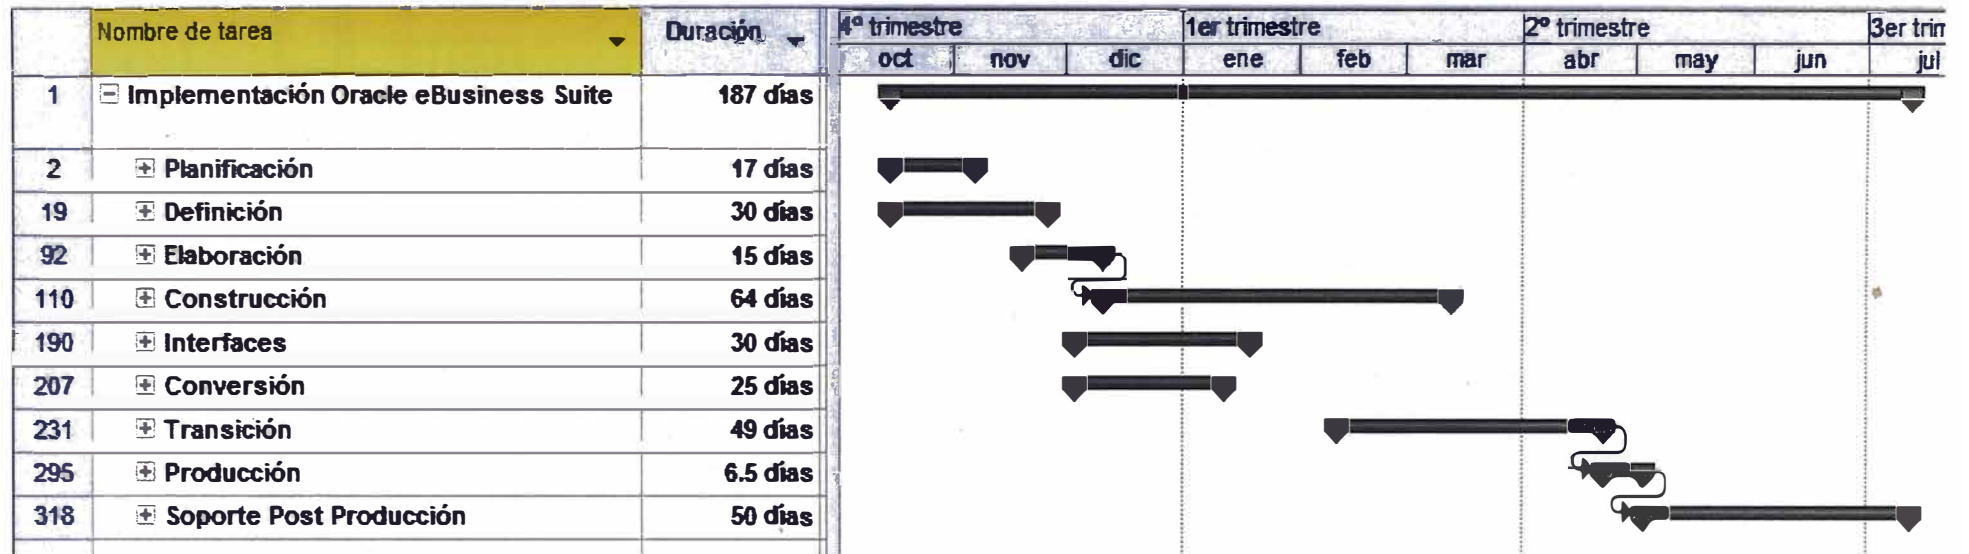 Nombre de tarea Duración 4º trimestre 1er trimestre 2º trimestre 3er trim
oct nov dic ene feb mar abr may jun jul
1 Implementación Oracle eBusiness Suite 187 días
2 Planificación 17 días
19 Definición 30 días
92 Elaboración 15 días
110 Construcción 64 días
190 Interfaces 30 días
207 Conversión 25 días
231 Transición 49 días
295 Producción 6.5 días
318 Soporte Post Producción 50 días